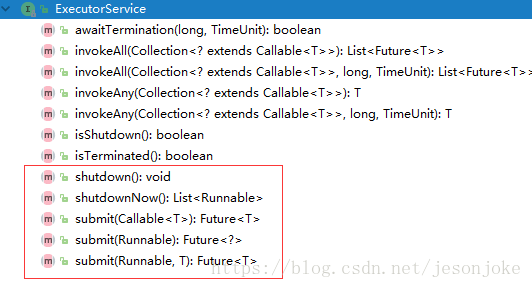 ExecutorService
awaitTermination(long, TimeUnit): boolean
invokeAll(Collection<? extends Callable<T>>): List<Future<T>>
invokeAll(Collection<? extends Callable<T>>, long, TimeUnit): List<Future<T>>
invokeAny(Collection<? extends Callable<T>>): T
invokeAny(Collection<? extends Callable<T>>, long, TimeUnit): T
isShutdown(): boolean
isTerminated(): boolean
shutdown(): void
shutdownNow(): List<Runnable>
submit(Callable<T>): Future<T>
submit(Runnable): Future<?>
submit(Runnable, T): Future<T>
https://blog.csdn.net/jesonjoke